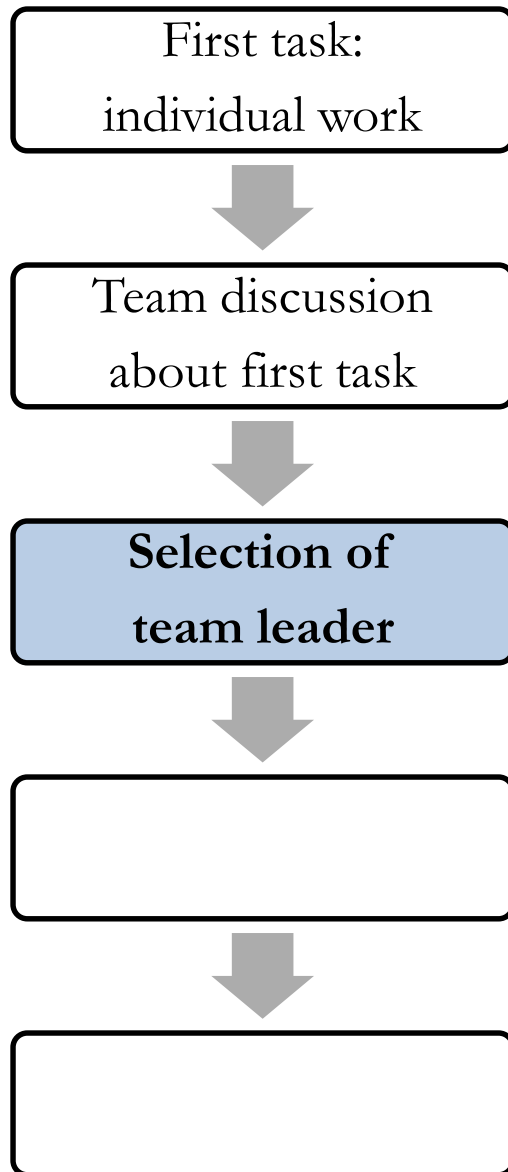 First task:
individual work
Team discussion
about first task
Selection of
team leader